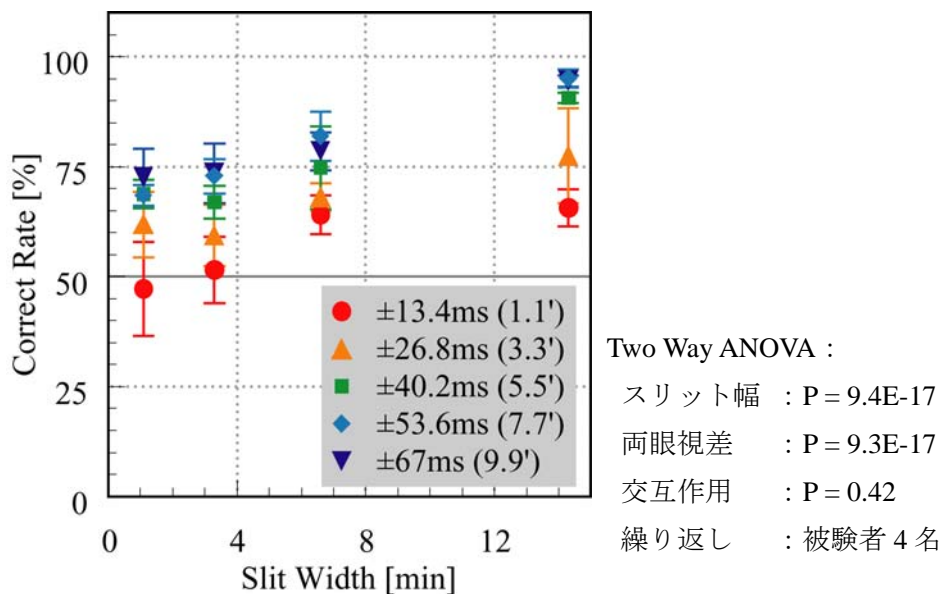 100
75
50
25
0
0 4 8 12
Correct Rate [%]
Slit Width [min]
±13.4ms (1.1')
±26.8ms (3.3')
±40.2ms (5.5')
±53.6ms (7.7')
±67ms (9.9')
Two Way ANOVA :
スリット幅 : P = 9.4E-17
両眼視差 : P = 9.3E-17
交互作用 : P = 0.42
繰り返し : 被験者 4 名